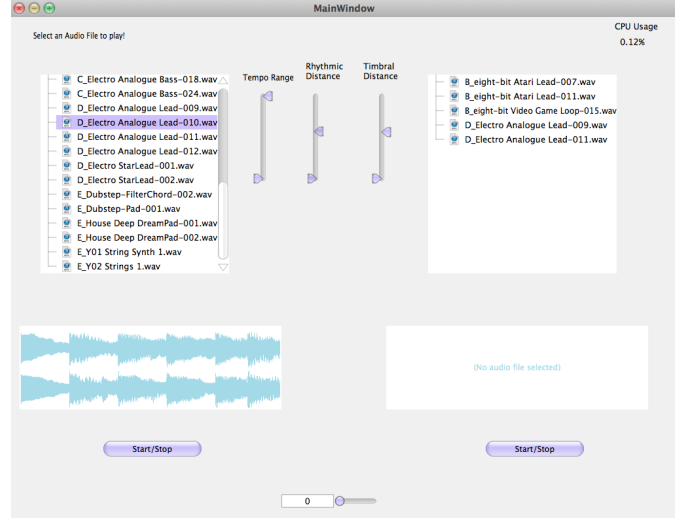 MainWindow
CPU Usage
0.12%
Select an Audio File to play!
Tempo Range
Rhythmic
Distance
Timbral
Distance
C_Electro Analogue Bass-018.wav
C_Electro Analogue Bass-024.wav
D_Electro Analogue Lead-009.wav
D_Electro Analogue Lead-010.wav
D_Electro Analogue Lead-011.wav
D_Electro Analogue Lead-012.wav
D_Electro StarLead-001.wav
D_Electro StarLead-002.wav
E_Dubstep-FilterChord-002.wav
E_Dubstep-Pad-001.wav
E_House Deep DreamPad-001.wav
E_House Deep DreamPad-002.wav
E_Y01 String Synth 1.wav
E_Y02 Strings 1.wav
B_eight-bit Atari Lead-007.wav
B_eight-bit Atari Lead-011.wav
B_eight-bit Video Game Loop-015.wav
D_Electro Analogue Lead-009.wav
D_Electro Analogue Lead-011.wav
(No audio file selected)
Start/Stop
Start/Stop
0